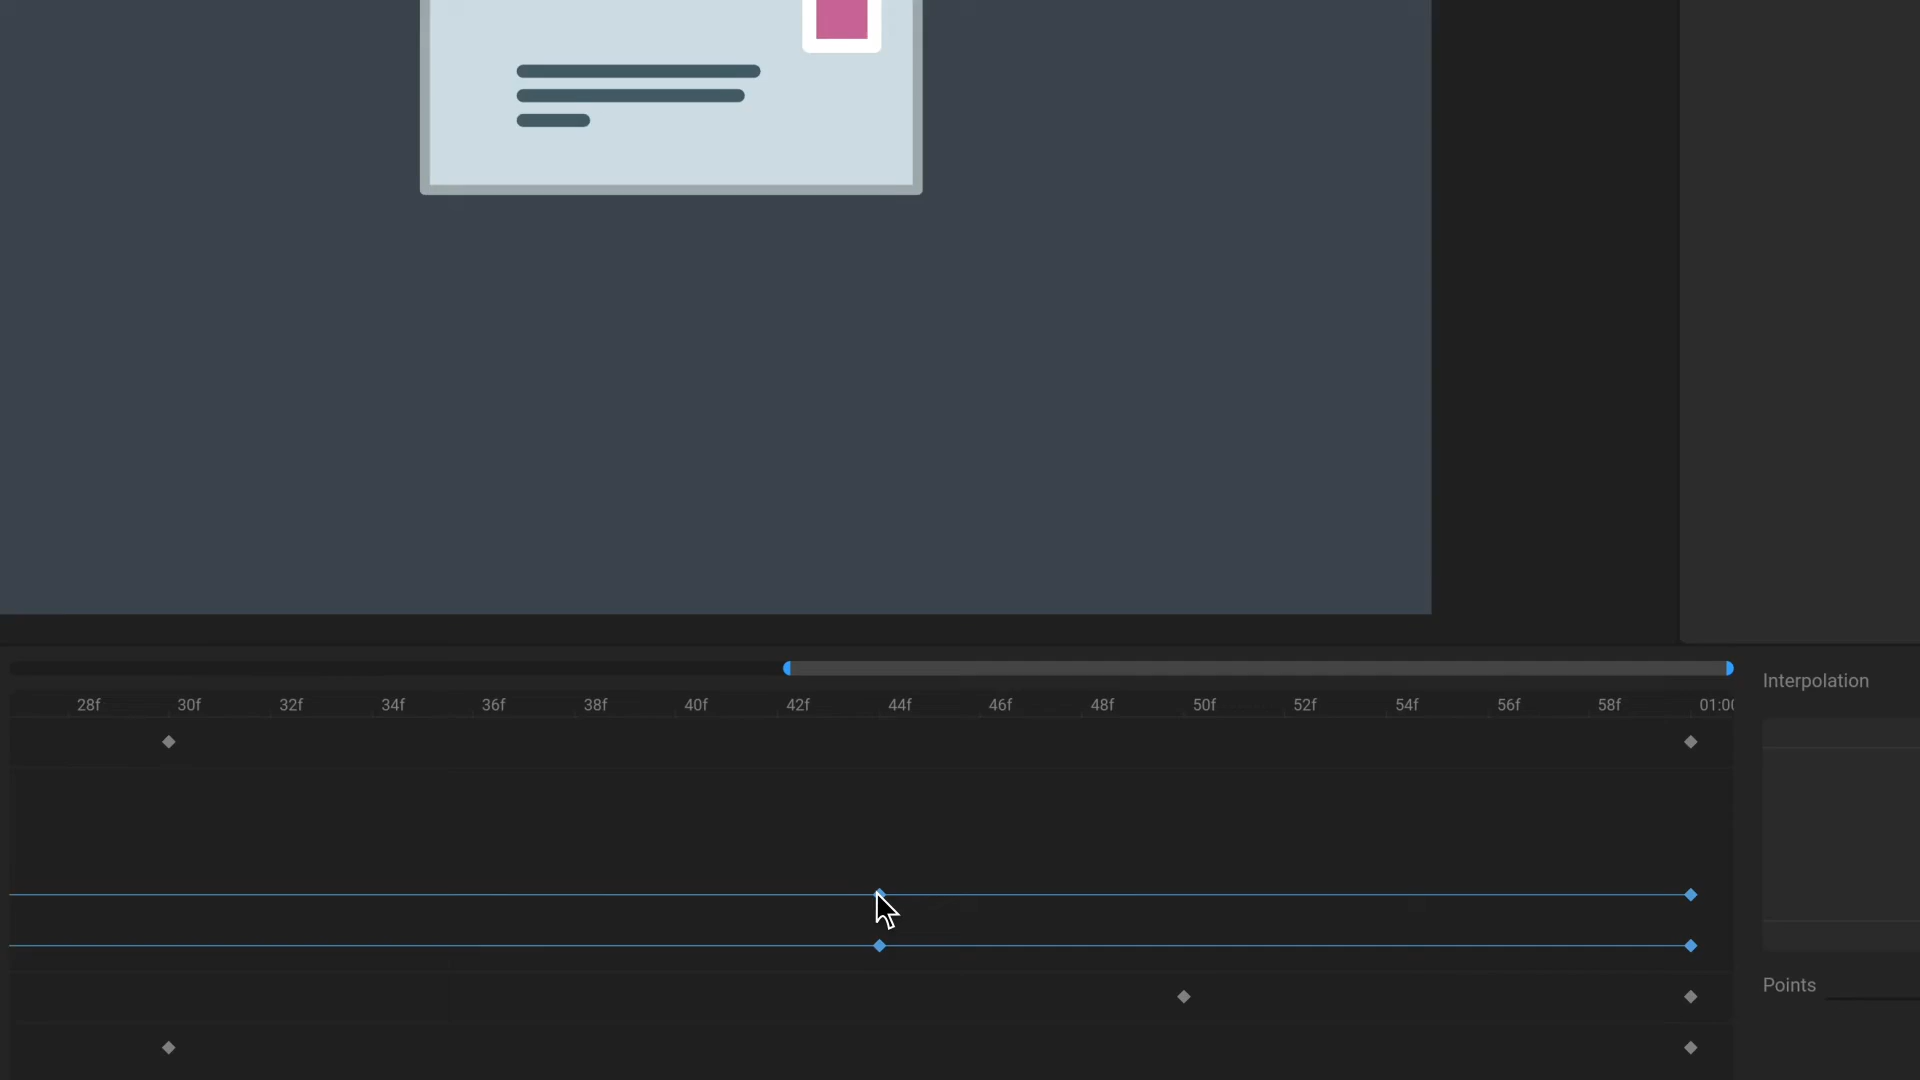 Interpolation
28f 30f 32f 34f 36f 38f 40f 42f 44f 46f 48f 50f 52f 54f 56f 58f 01:00
Points